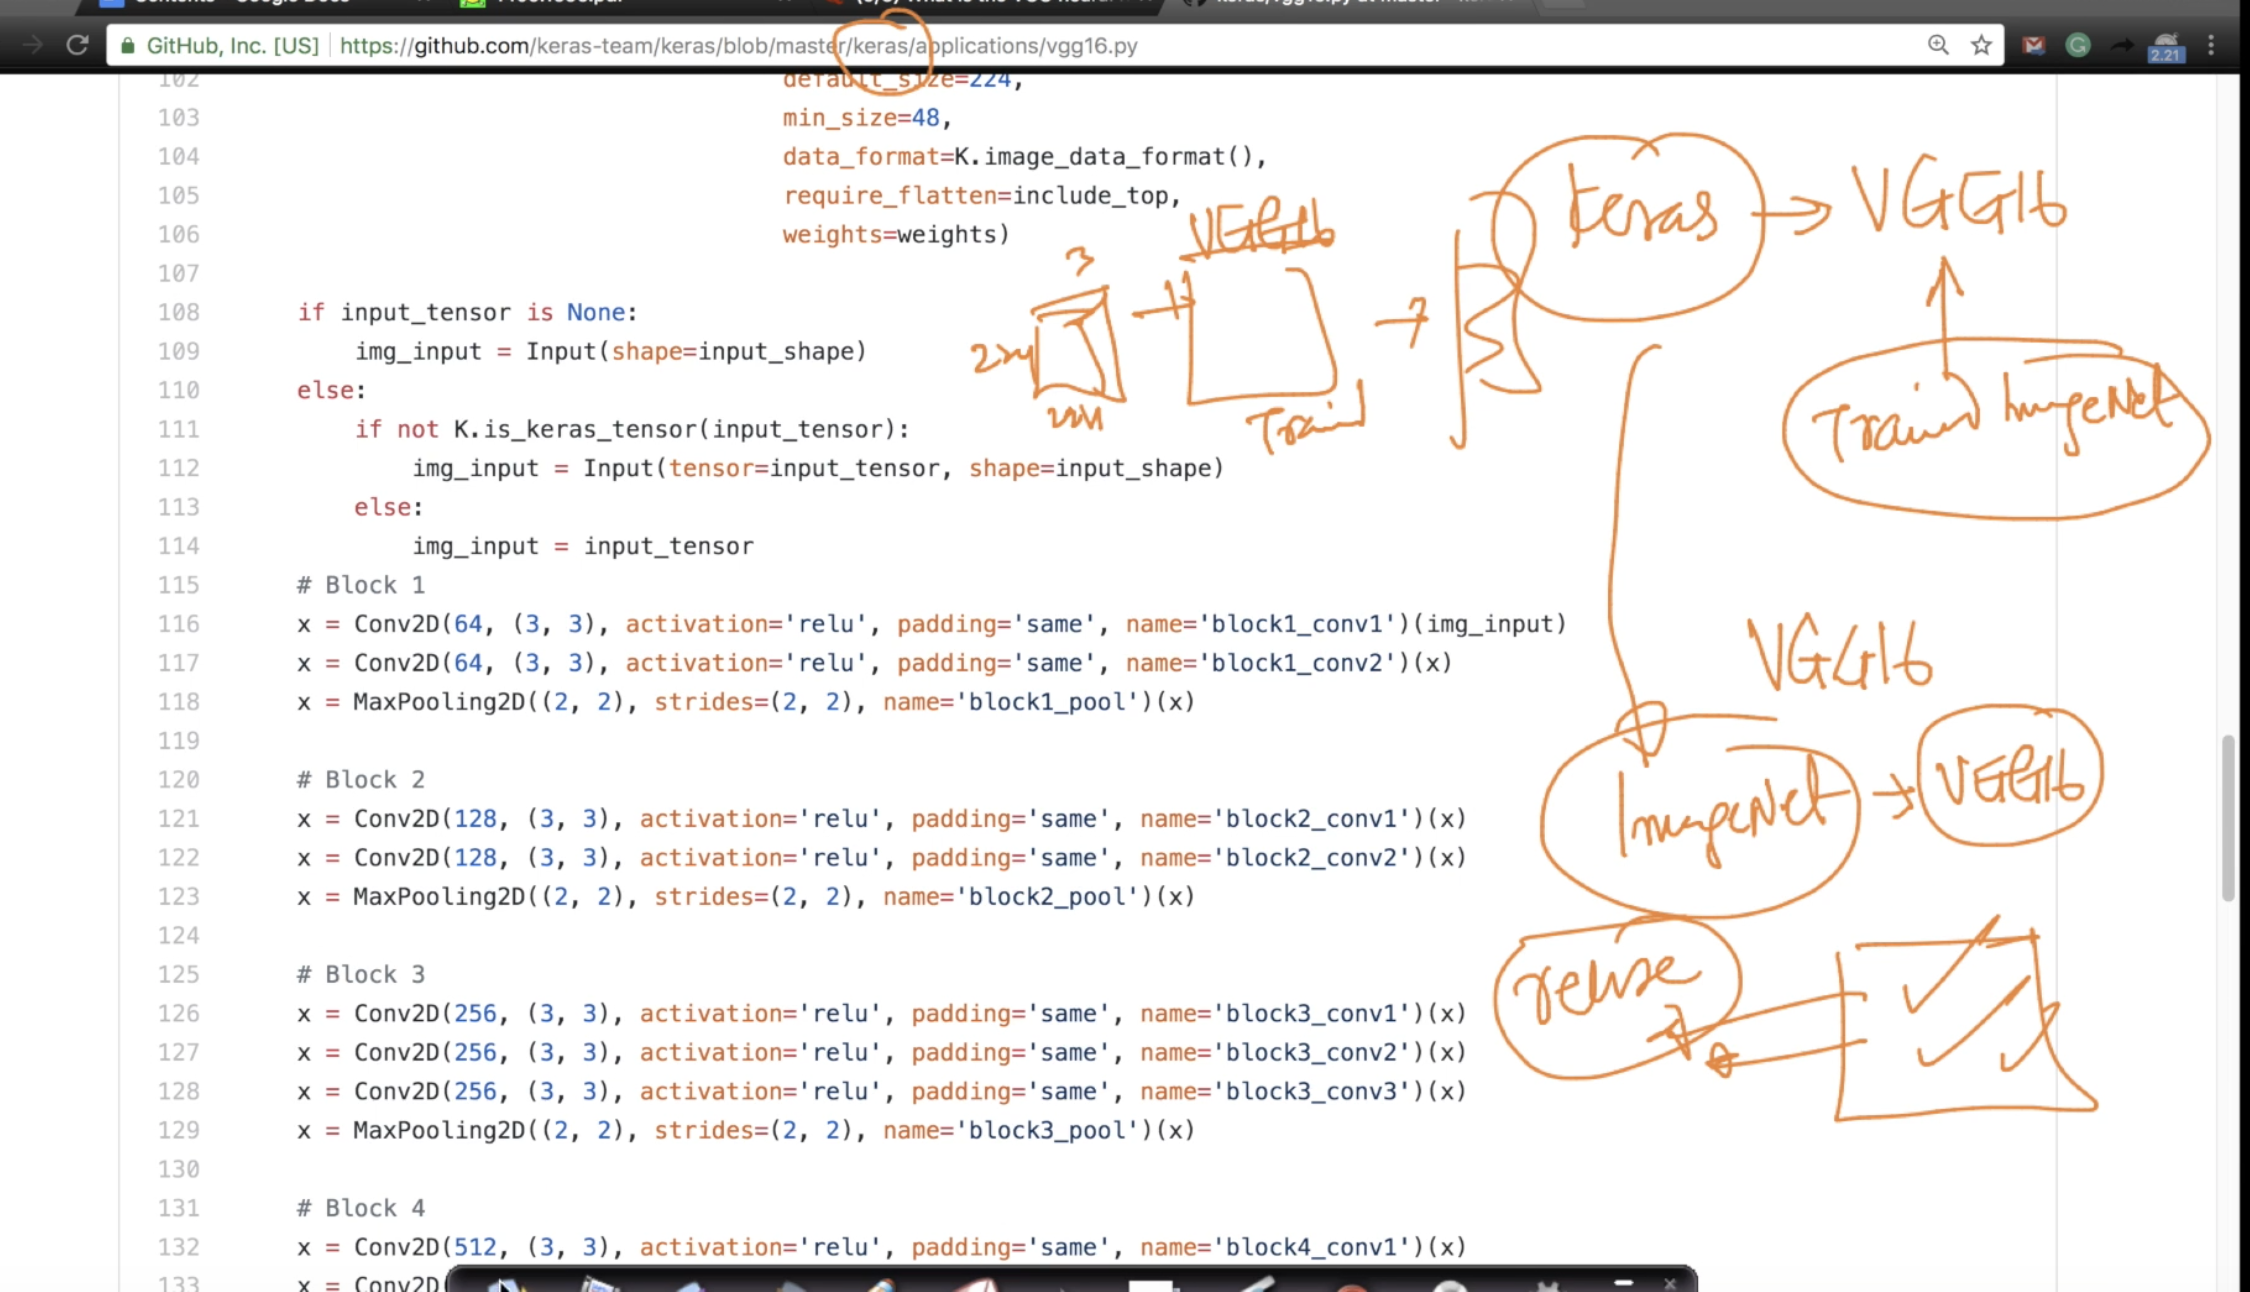 GitHub, Inc. [US] https://github.com/keras-team/keras/blob/master/keras/applications/vgg16.py
2.21
102 default_size=224,
103 min_size=48,
104 data_format=K.image_data_format(),
105 require_flatten=include_top,
106 weights=weights)
107
108 if input_tensor is None:
109 img_input = Input(shape=input_shape)
110 else:
111 if not K.is_keras_tensor(input_tensor):
112 img_input = Input(tensor=input_tensor, shape=input_shape)
113 else:
114 img_input = input_tensor
115 # Block 1
116 x = Conv2D(64, (3, 3), activation='relu', padding='same', name='block1_conv1')(img_input)
117 x = Conv2D(64, (3, 3), activation='relu', padding='same', name='block1_conv2')(x)
118 x = MaxPooling2D((2, 2), strides=(2, 2), name='block1_pool')(x)
119
120 # Block 2
121 x = Conv2D(128, (3, 3), activation='relu', padding='same', name='block2_conv1')(x)
122 x = Conv2D(128, (3, 3), activation='relu', padding='same', name='block2_conv2')(x)
123 x = MaxPooling2D((2, 2), strides=(2, 2), name='block2_pool')(x)
124
125 # Block 3
126 x = Conv2D(256, (3, 3), activation='relu', padding='same', name='block3_conv1')(x)
127 x = Conv2D(256, (3, 3), activation='relu', padding='same', name='block3_conv2')(x)
128 x = Conv2D(256, (3, 3), activation='relu', padding='same', name='block3_conv3')(x)
129 x = MaxPooling2D((2, 2), strides=(2, 2), name='block3_pool')(x)
130
131 # Block 4
132 x = Conv2D(512, (3, 3), activation='relu', padding='same', name='block4_conv1')(x)
133 x = Conv2D(
keras → VGG16
VGG16
3
224
224
Train
Train ImageNet
VGG16
ImageNet → VGG16
reuse